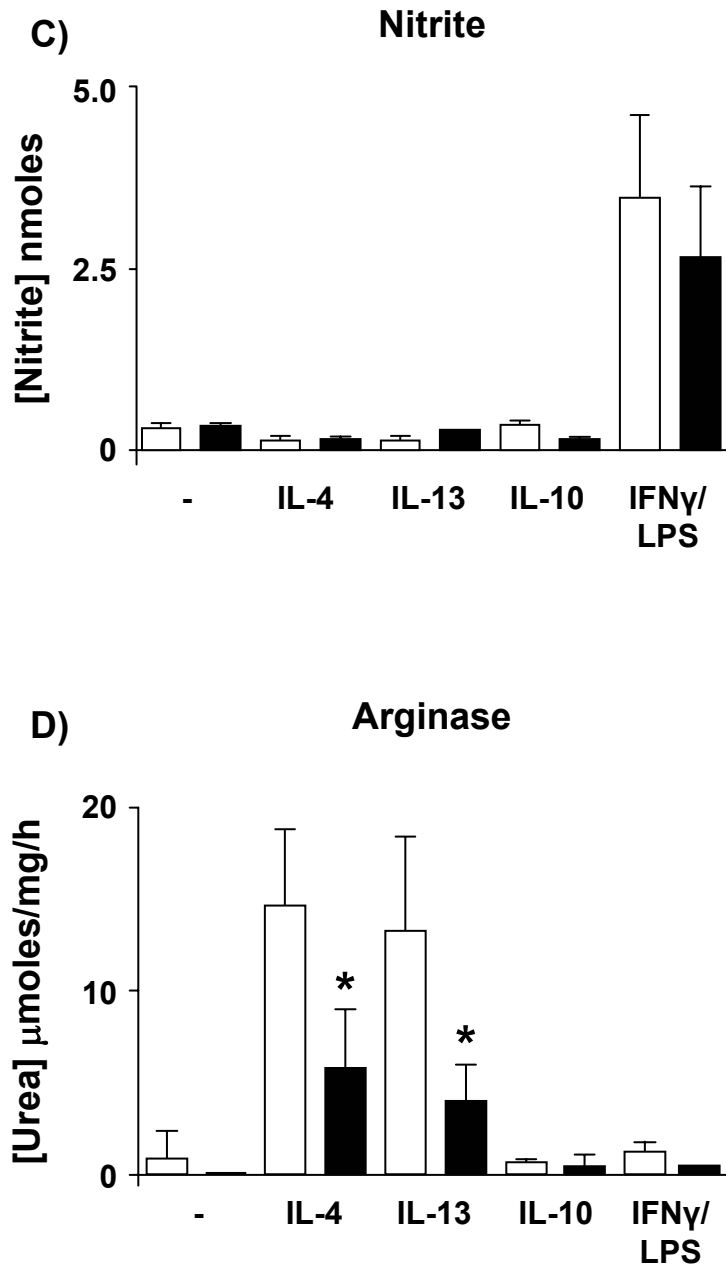 C)
Nitrite
[Nitrite] nmoles
5.0
2.5
0
- IL-4 IL-13 IL-10 IFNγ/
LPS
D)
Arginase
[Urea] μmoles/mg/h
20
10
0
*
*
- IL-4 IL-13 IL-10 IFNγ/
LPS